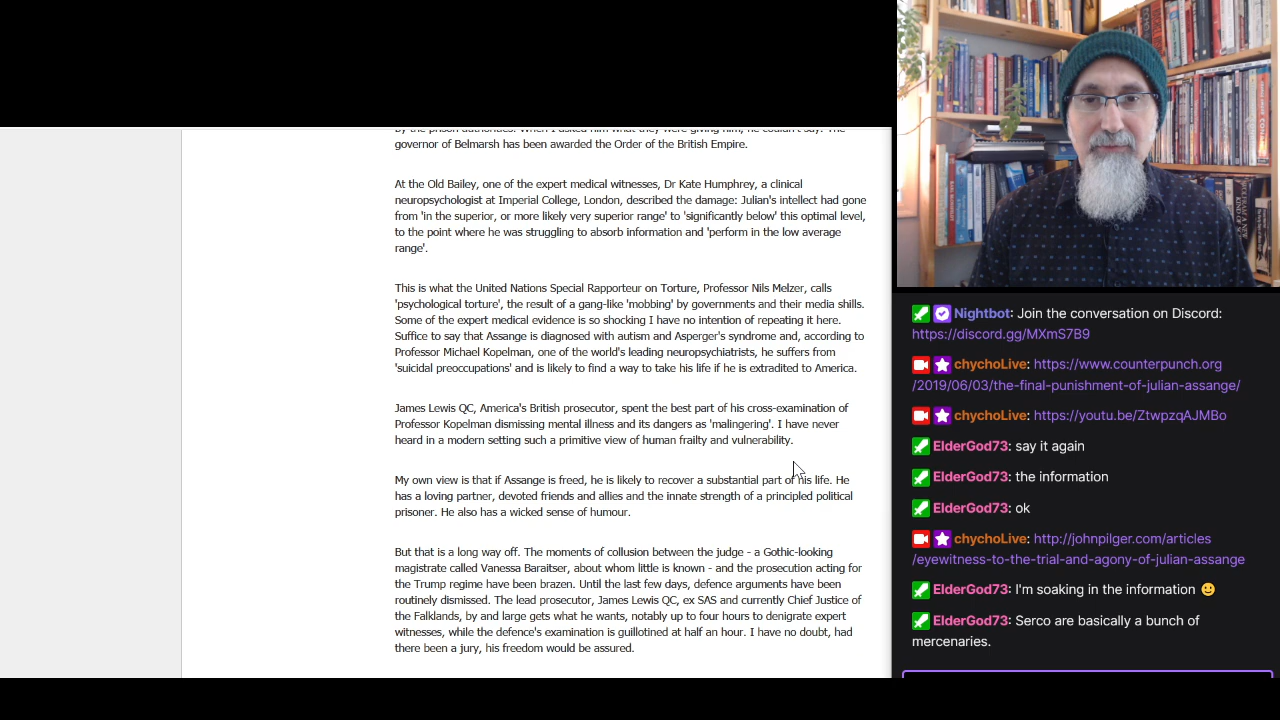 by the prison authorities. When I asked him what they were giving him, he couldn't say. The
governor of Belmarsh has been awarded the Order of the British Empire.
At the Old Bailey, one of the expert medical witnesses, Dr Kate Humphrey, a clinical
neuropsychologist at Imperial College, London, described the damage: Julian's intellect had gone
from 'in the superior, or more likely very superior range' to 'significantly below' this optimal level,
to the point where he was struggling to absorb information and 'perform in the low average
range'.
This is what the United Nations Special Rapporteur on Torture, Professor Nils Melzer, calls
'psychological torture', the result of a gang-like 'mobbing' by governments and their media shills.
Some of the expert medical evidence is so shocking I have no intention of repeating it here.
Suffice to say that Assange is diagnosed with autism and Asperger's syndrome and, according to
Professor Michael Kopelman, one of the world's leading neuropsychiatrists, he suffers from
'suicidal preoccupations' and is likely to find a way to take his life if he is extradited to America.
James Lewis QC, America's British prosecutor, spent the best part of his cross-examination of
Professor Kopelman dismissing mental illness and its dangers as 'malingering'. I have never
heard in a modern setting such a primitive view of human frailty and vulnerability.
My own view is that if Assange is freed, he is likely to recover a substantial part of his life. He
has a loving partner, devoted friends and allies and the innate strength of a principled political
prisoner. He also has a wicked sense of humour.
But that is a long way off. The moments of collusion between the judge - a Gothic-looking
magistrate called Vanessa Baraitser, about whom little is known - and the prosecution acting for
the Trump regime have been brazen. Until the last few days, defence arguments have been
routinely dismissed. The lead prosecutor, James Lewis QC, ex SAS and currently Chief Justice of
the Falklands, by and large gets what he wants, notably up to four hours to denigrate expert
witnesses, while the defence's examination is guillotined at half an hour. I have no doubt, had
there been a jury, his freedom would be assured.
Nightbot: Join the conversation on Discord:
https://discord.gg/MXmS7B9
chychoLive: https://www.counterpunch.org
/2019/06/03/the-final-punishment-of-julian-assange/
chychoLive: https://youtu.be/ZtwpzqAJMBo
ElderGod73: say it again
ElderGod73: the information
ElderGod73: ok
chychoLive: http://johnpilger.com/articles
/eyewitness-to-the-trial-and-agony-of-julian-assange
ElderGod73: I'm soaking in the information 🙂
ElderGod73: Serco are basically a bunch of
mercenaries.